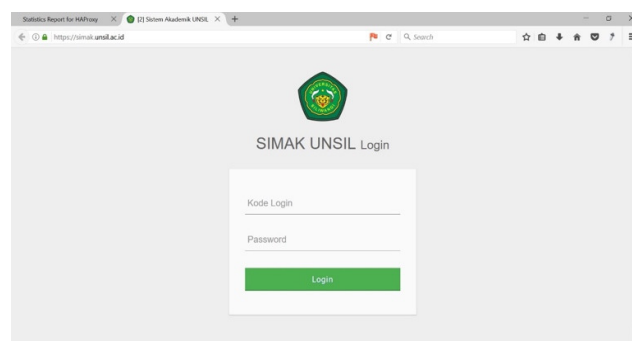 Statistics Report for HAProxy
[2] Sistem Akademik UNSIL
https://simak.unsil.ac.id
Search
SIMAK UNSIL Login
Kode Login
Password
Login